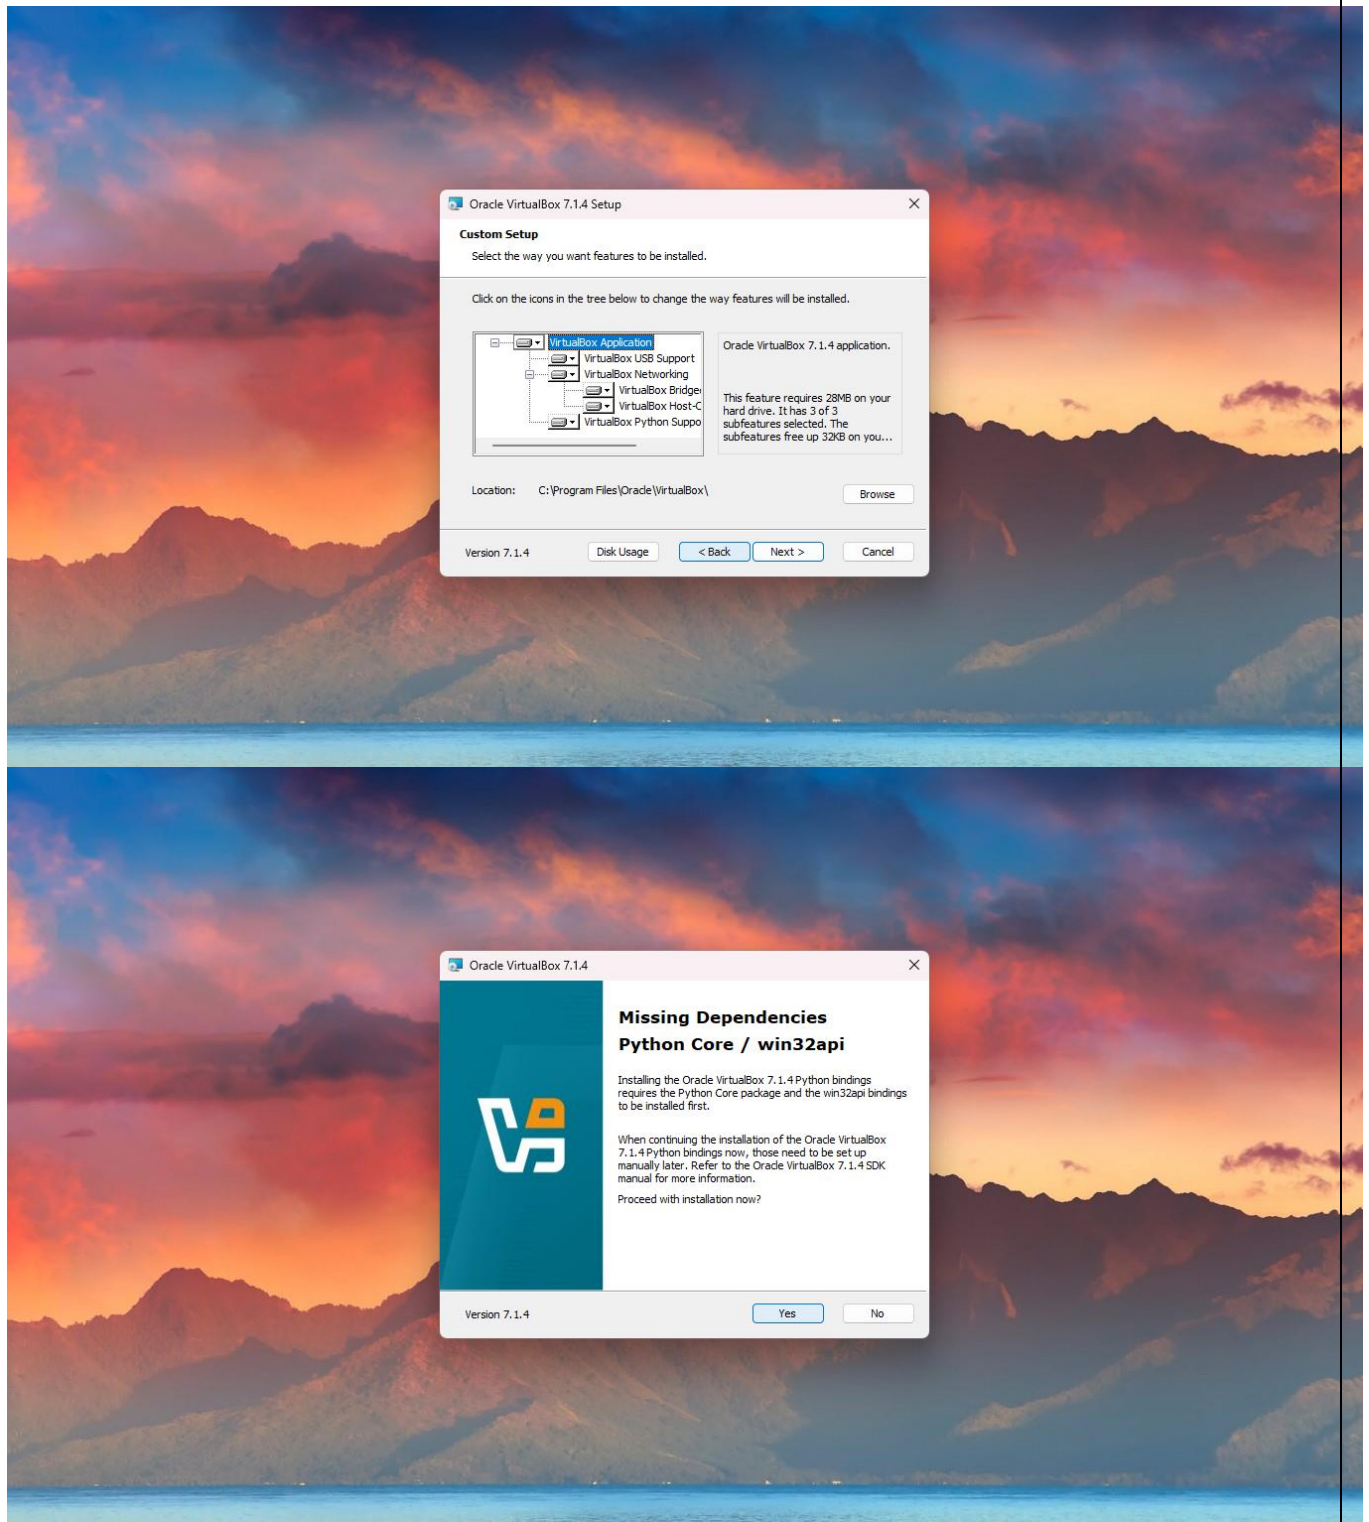 Oracle VirtualBox 7.1.4 Setup
Custom Setup
Select the way you want features to be installed.
Click on the icons in the tree below to change the way features will be installed.
VirtualBox Application
VirtualBox USB Support
VirtualBox Networking
VirtualBox Bridge
VirtualBox Host-C
VirtualBox Python Suppo
Oracle VirtualBox 7.1.4 application.
This feature requires 28MB on your
hard drive. It has 3 of 3
subfeatures selected. The
subfeatures free up 32KB on you...
Location: C:\Program Files\Oracle\VirtualBox\
Browse
Version 7.1.4 Disk Usage < Back Next > Cancel
Oracle VirtualBox 7.1.4
Missing Dependencies
Python Core / win32api
Installing the Oracle VirtualBox 7.1.4 Python bindings
requires the Python Core package and the win32api bindings
to be installed first.
When continuing the installation of the Oracle VirtualBox
7.1.4 Python bindings now, those need to be set up
manually later. Refer to the Oracle VirtualBox 7.1.4 SDK
manual for more information.
Proceed with installation now?
Version 7.1.4 Yes No